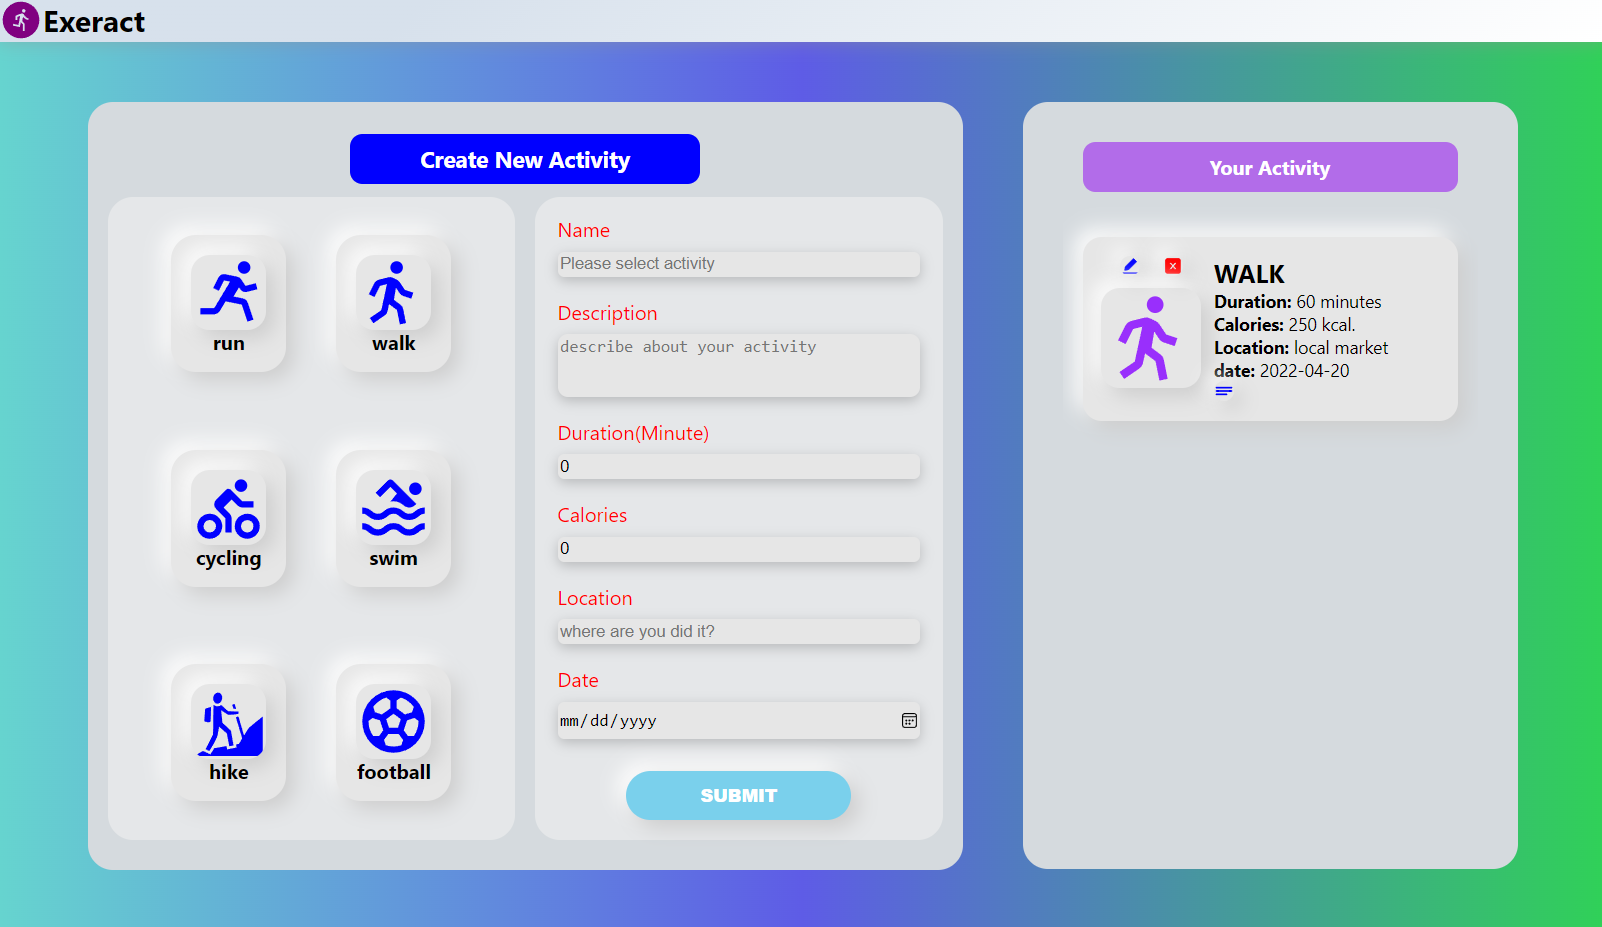 Exeract
Create New Activity
run
walk
cycling
swim
hike
football
Name
Please select activity
Description
describe about your activity
Duration(Minute)
0
Calories
0
Location
where are you did it?
Date
mm/dd/yyyy
SUBMIT
Your Activity
x
WALK
Duration: 60 minutes
Calories: 250 kcal.
Location: local market
date: 2022-04-20